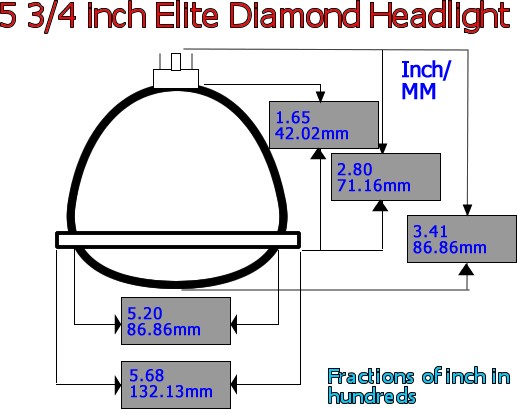 5 3/4 inch Elite Diamond Headlight
Inch/
MM
1.65
42.02mm
2.80
71.16mm
3.41
86.86mm
5.20
86.86mm
5.68
132.13mm
Fractions of inch in
hundreds